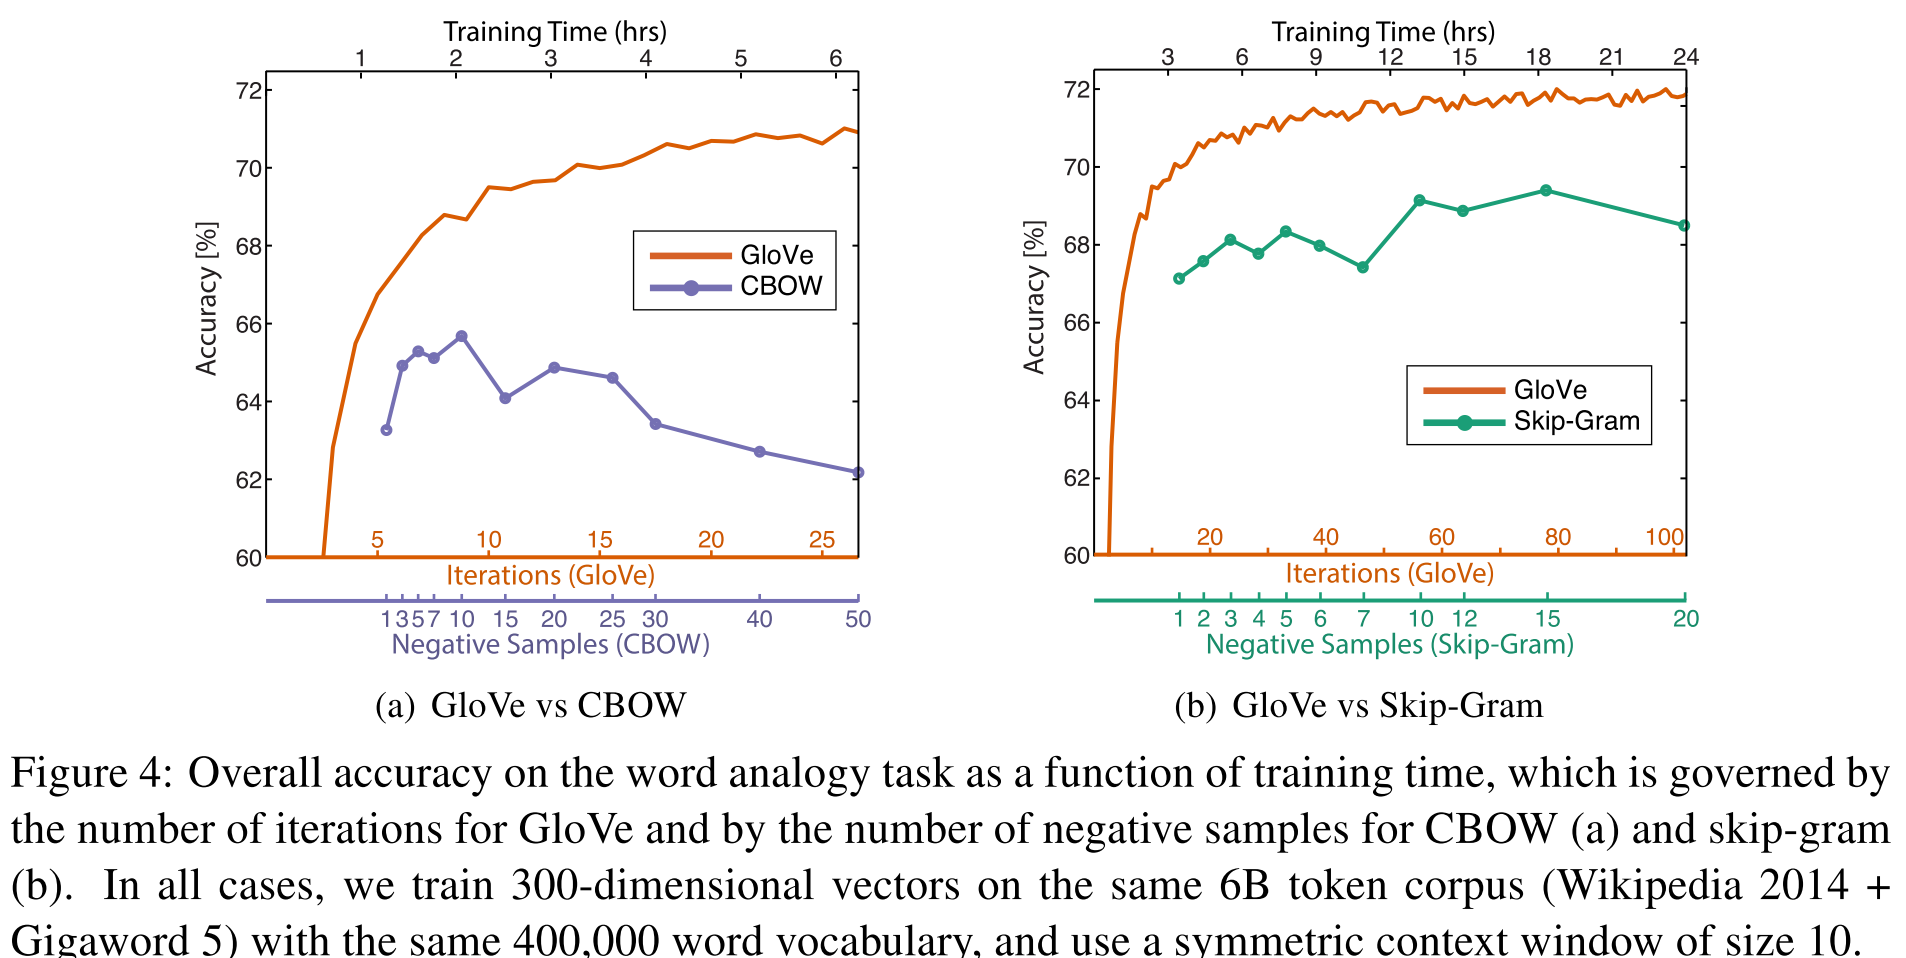 Training Time (hrs)
1 2 3 4 5 6
72
70
68
66
64
62
60
Accuracy [%]
GloVe
CBOW
5 10 15 20 25
Iterations (GloVe)
1 3 5 7 10 15 20 25 30 40 50
Negative Samples (CBOW)
(a) GloVe vs CBOW
Training Time (hrs)
3 6 9 12 15 18 21 24
72
70
68
66
64
62
60
Accuracy [%]
GloVe
Skip-Gram
20 40 60 80 100
Iterations (GloVe)
1 2 3 4 5 6 7 10 12 15 20
Negative Samples (Skip-Gram)
(b) GloVe vs Skip-Gram
Figure 4: Overall accuracy on the word analogy task as a function of training time, which is governed by
the number of iterations for GloVe and by the number of negative samples for CBOW (a) and skip-gram
(b). In all cases, we train 300-dimensional vectors on the same 6B token corpus (Wikipedia 2014 +
Gigaword 5) with the same 400,000 word vocabulary, and use a symmetric context window of size 10.